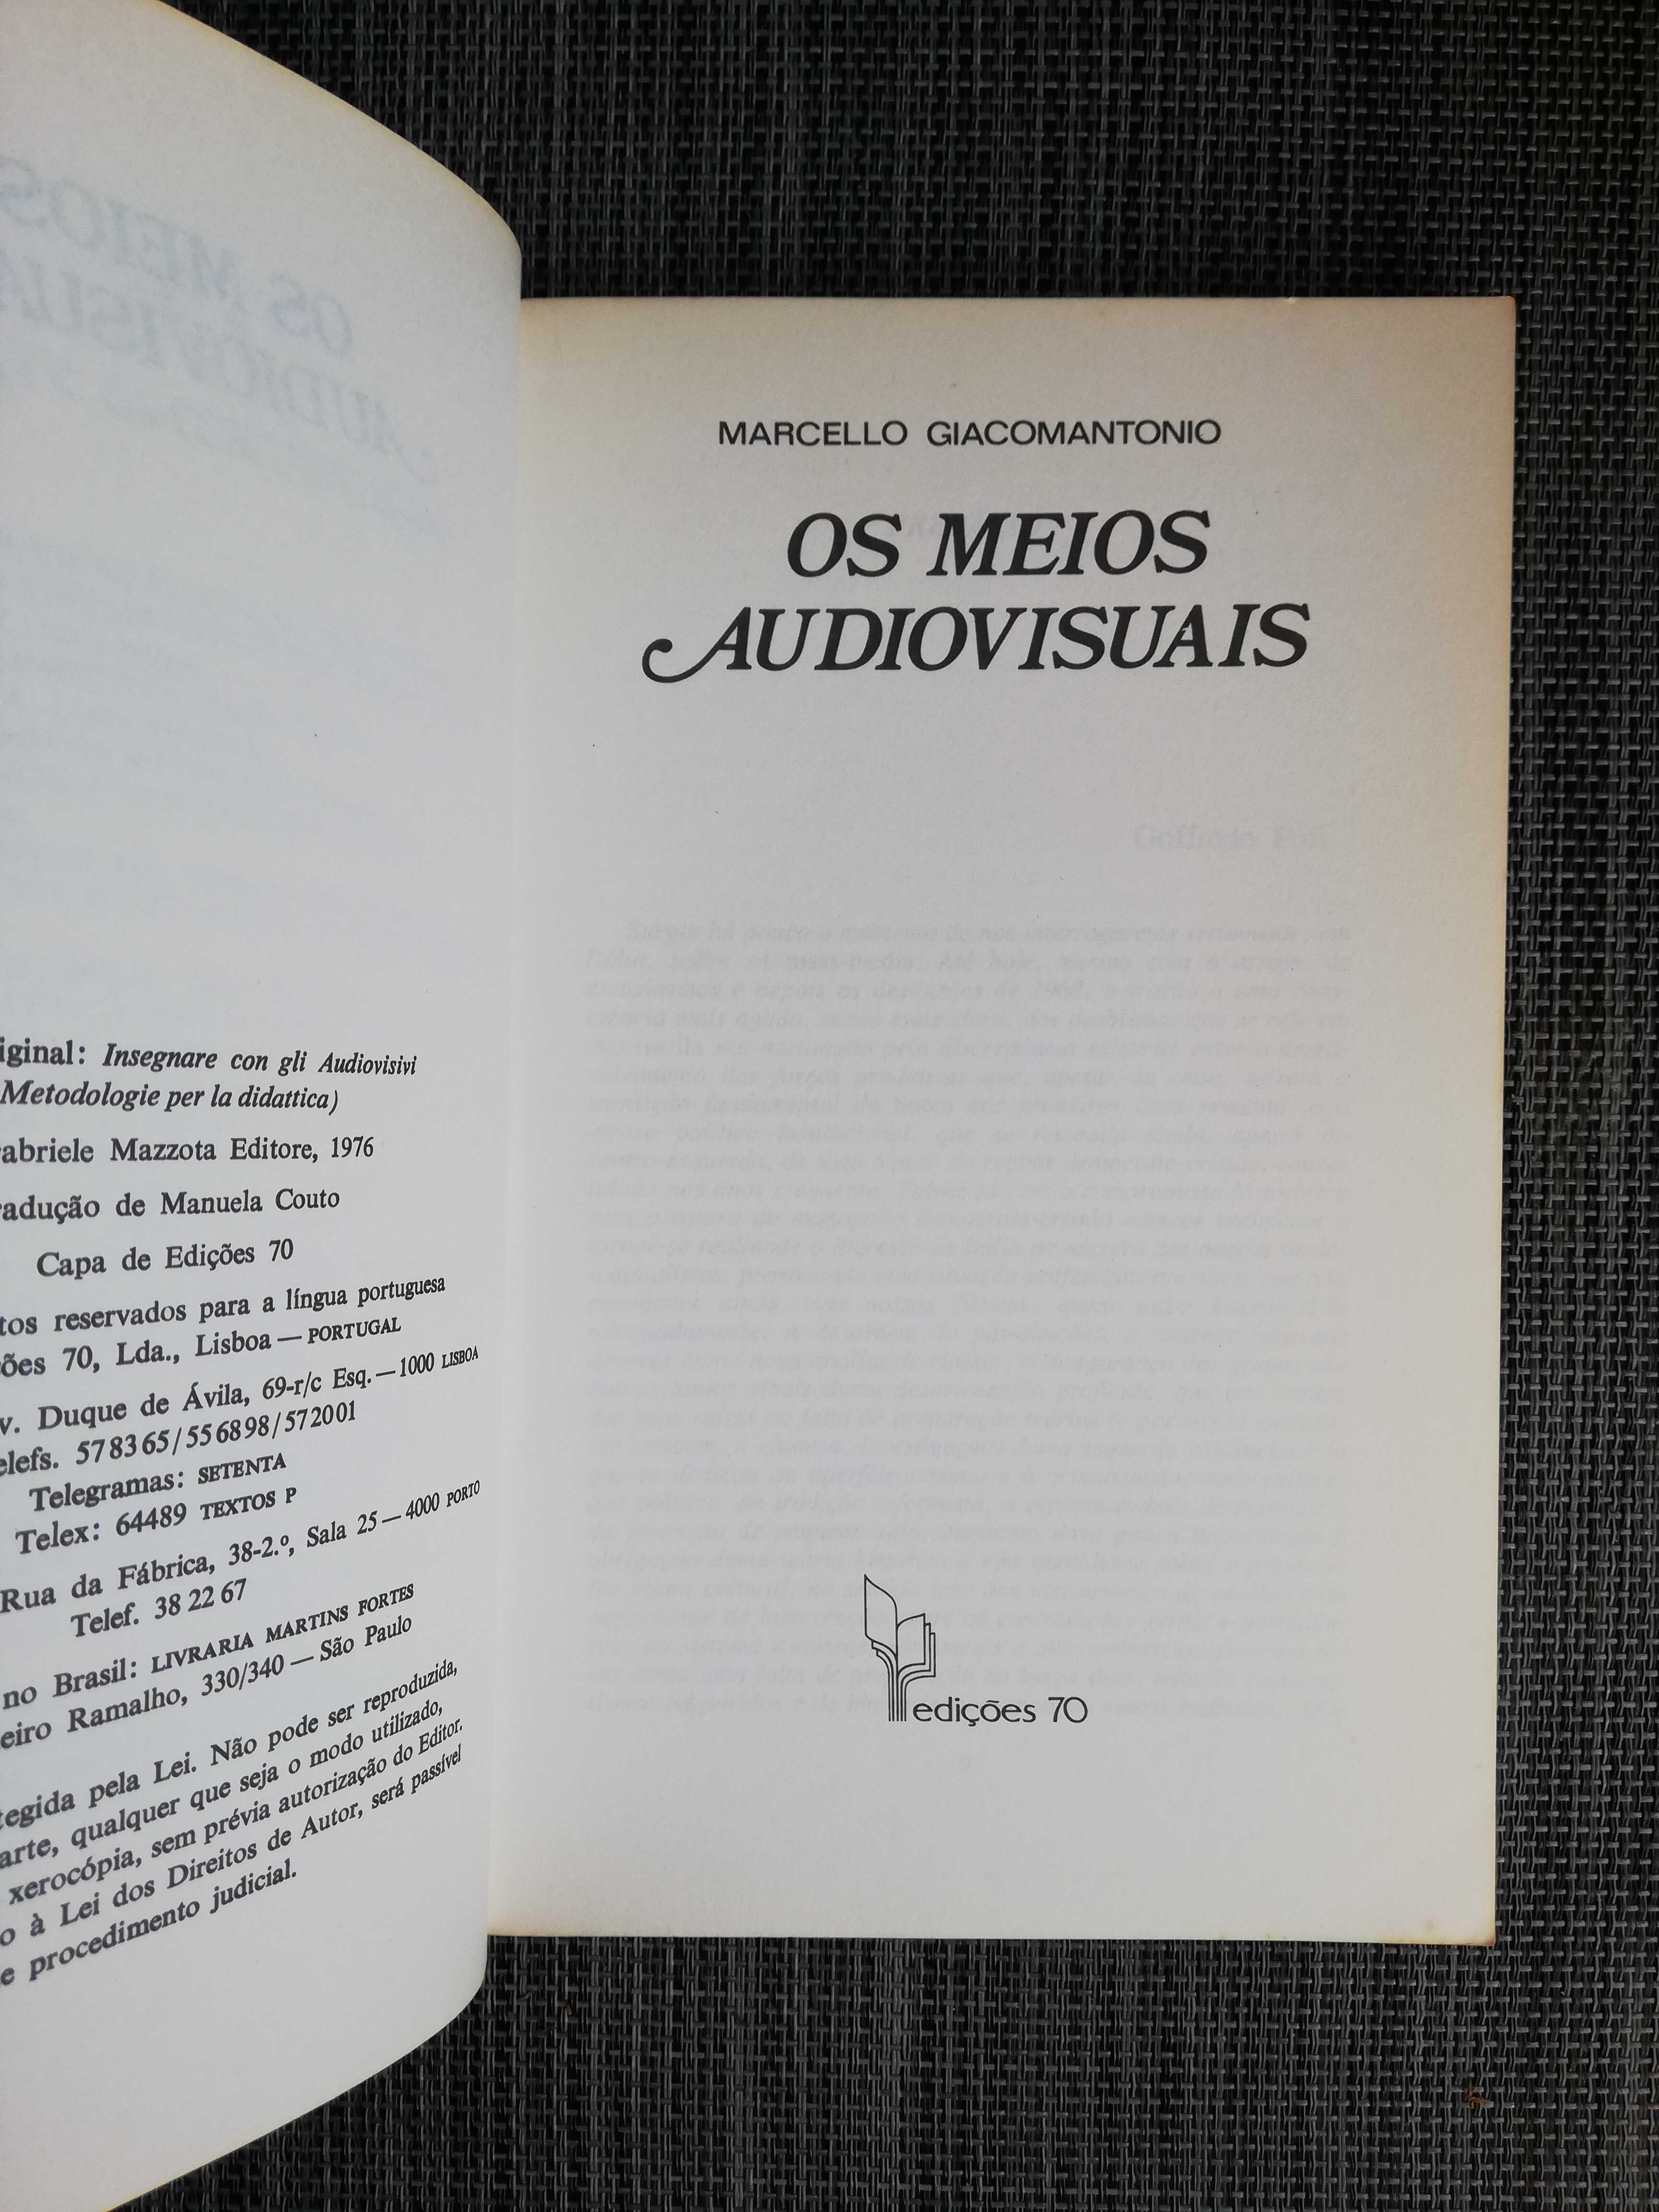 iginal: Insegnare con gli Audiovisivi
Metodologie per la didattica)
abriele Mazzota Editore, 1976
adução de Manuela Couto
Capa de Edições 70
tos reservados para a língua portuguesa
ões 70, Lda., Lisboa — PORTUGAL
v. Duque de Ávila, 69-r/c Esq. — 1000 LISBOA
elefs. 57 83 65 / 55 68 98 / 57 20 01
Telegramas: SETENTA
Telex: 64489 TEXTOS P
Rua da Fábrica, 38-2.º, Sala 25 — 4000 PORTO
Telef. 38 22 67
no Brasil: LIVRARIA MARTINS FORTES
eiro Ramalho, 330/340 — São Paulo
tegida pela Lei. Não pode ser reproduzida,
arte, qualquer que seja o modo utilizado,
xerocópia, sem prévia autorização do Editor.
o à Lei dos Direitos de Autor, será passível
e procedimento judicial.
MARCELLO GIACOMANTONIO
OS MEIOS
AUDIOVISUAIS
edições 70